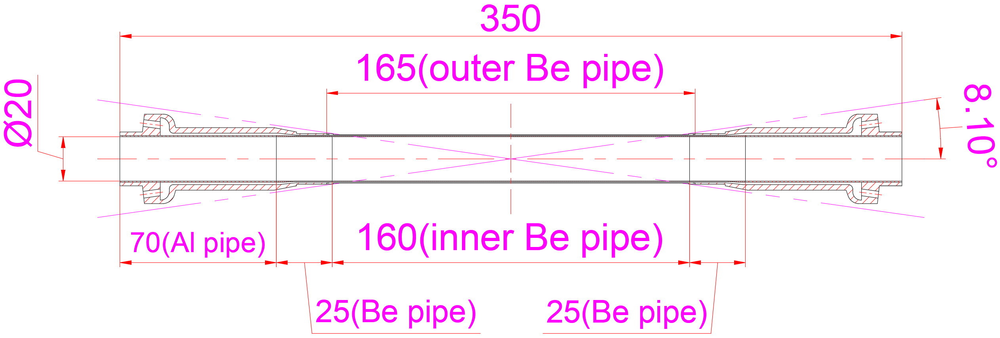 350
165(outer Be pipe)
Ø20
8.10°
70(Al pipe)
160(inner Be pipe)
25(Be pipe)
25(Be pipe)